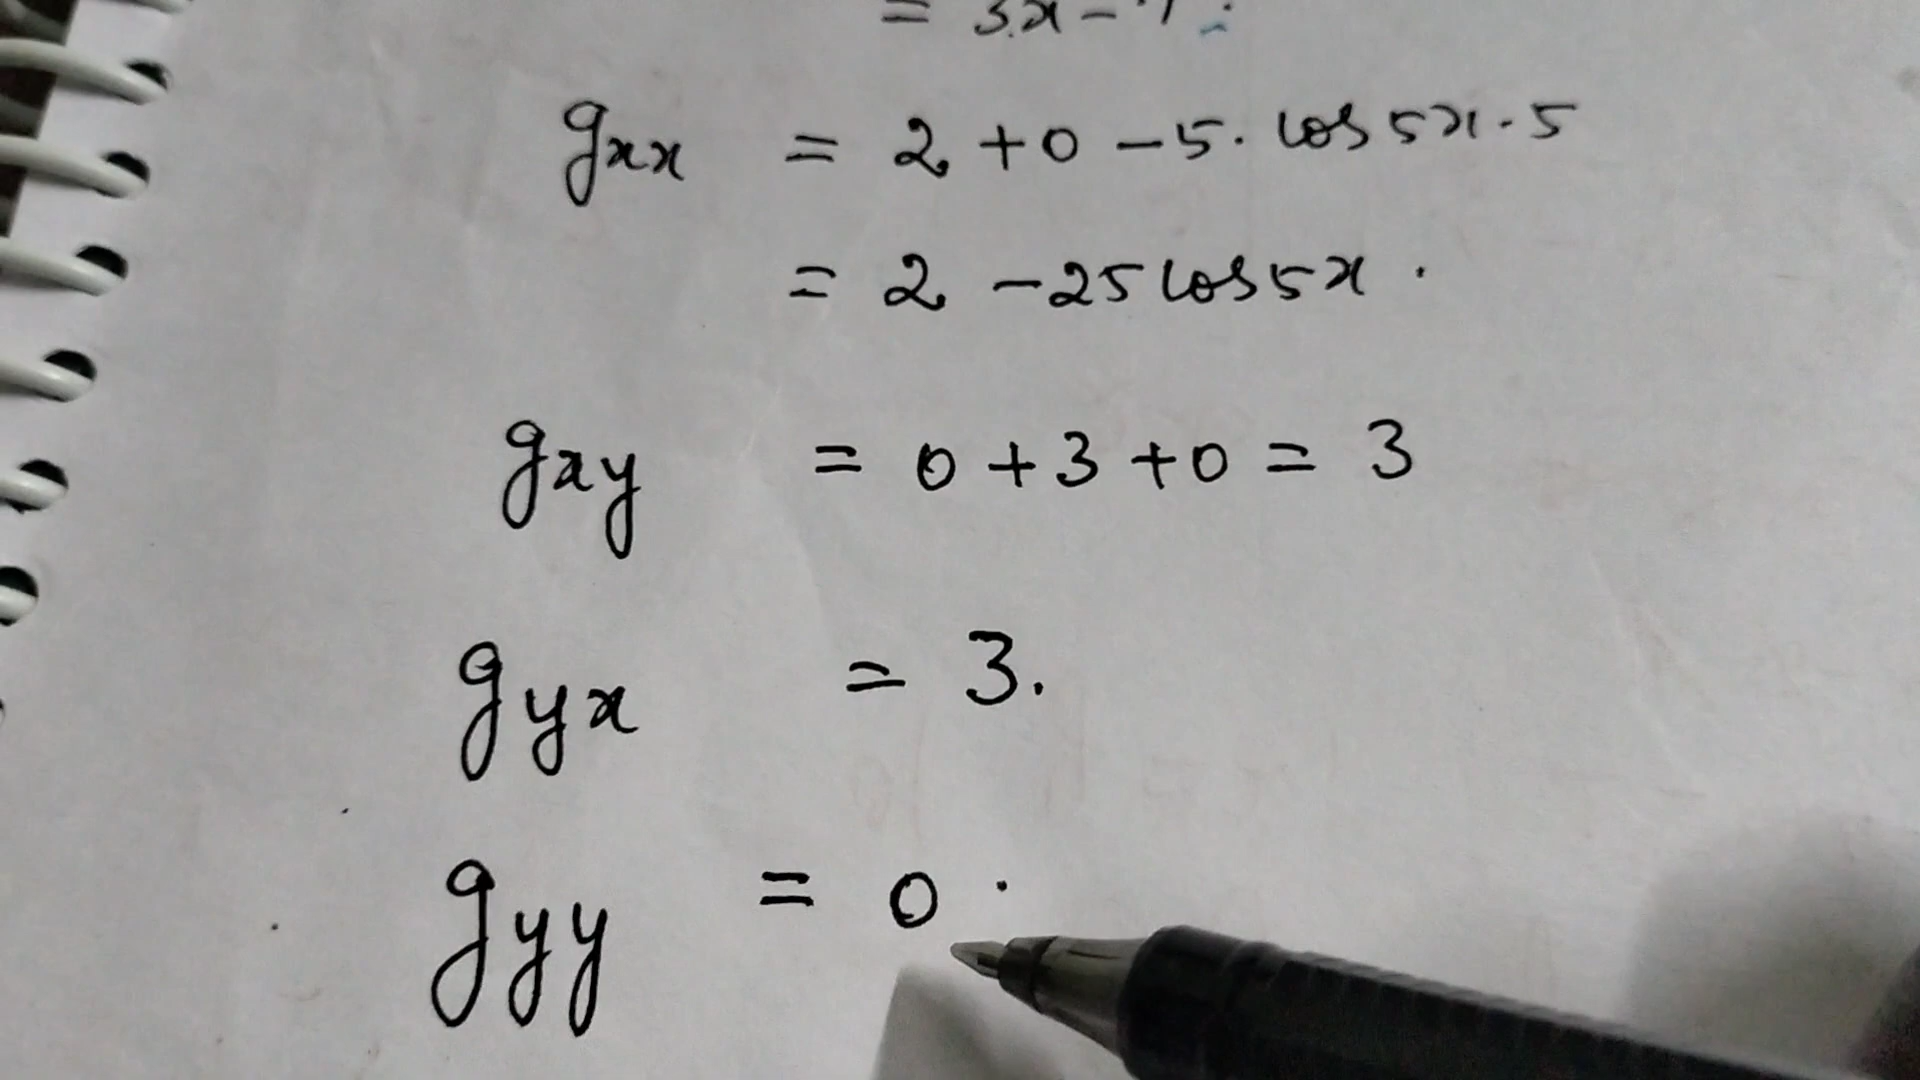 = 3x -
gxx = 2 + 0 - 5. cos 5x . 5
= 2 - 25 cos 5x .
gxy = 0 + 3 + 0 = 3
gyx = 3.
gyy = 0 .